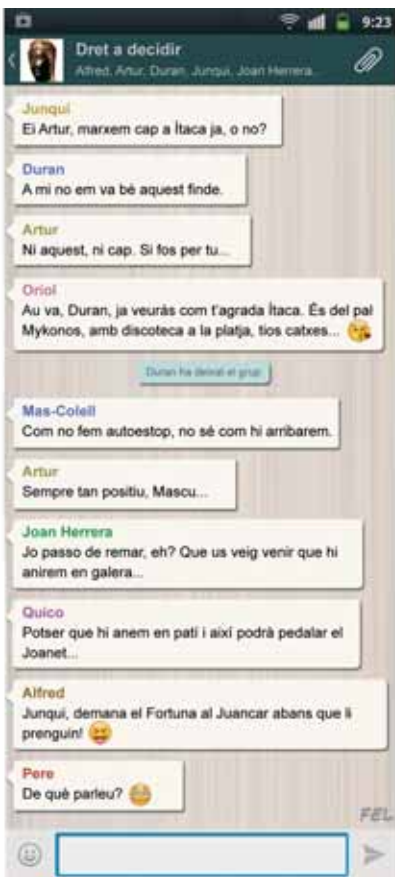 9:23
Dret a decidir
Alfred, Artur, Duran, Junqui, Joan Herrera...
Junqui
Ei Artur, marxem cap a Ítaca ja, o no?
Duran
A mi no em va bé aquest finde.
Artur
Ni aquest, ni cap. Si fos per tu...
Oriol
Au va, Duran, ja veuràs com t'agrada Ítaca. És del pal
Mykonos, amb discoteca a la platja, tios catxes...
Duran ha deixat el grup
Mas-Colell
Com no fem autoestop, no sé com hi arribarem.
Artur
Sempre tan positiu, Mascu...
Joan Herrera
Jo passo de remar, eh? Que us veig venir que hi
anirem en galera...
Quico
Potser que hi anem en patí i així podrà pedalar el
Joanet...
Alfred
Junqui, demana el Fortuna al Juancar abans que li
prenguin!
Pere
De què parleu?
FEL